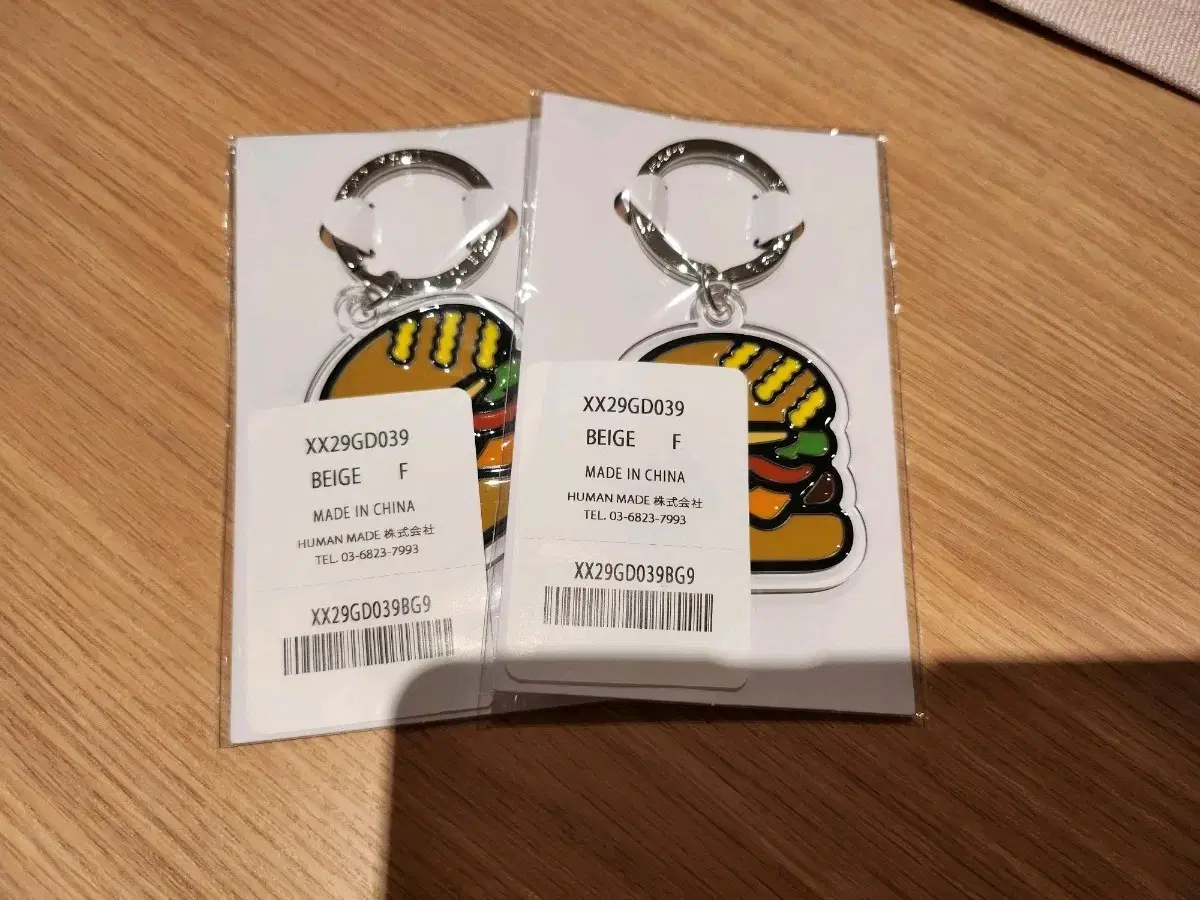 XX29GD039
BEIGE F
MADE IN CHINA
HUMAN MADE 株式会社
TEL. 03-6823-7993
XX29GD039BG9
XX29GD039
BEIGE F
MADE IN CHINA
HUMAN MADE 株式会社
TEL. 03-6823-7993
XX29GD039BG9